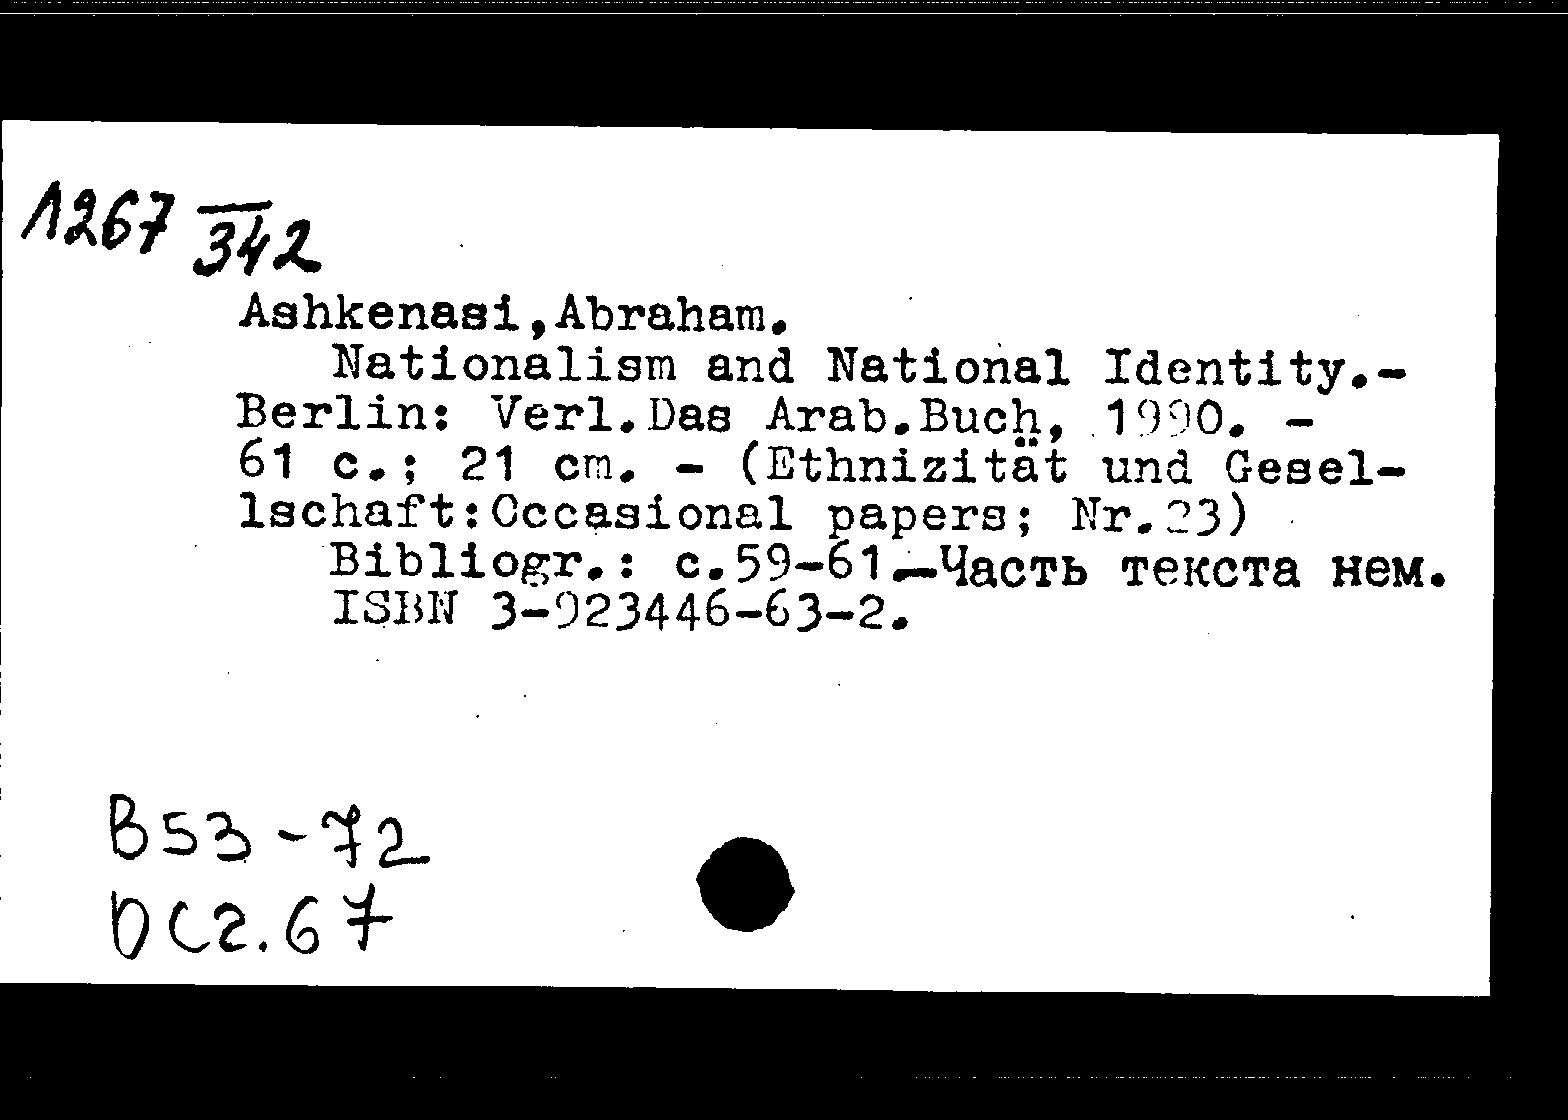 1267 342
Ashkenasi, Abraham.
Nationalism and National Identity.-
Berlin: Verl.Das Arab.Buch, 1990. -
61 с.; 21 cm. - (Ethnizität und Gesel-
lschaft:Occasional papers; Nr.23)
Bibliogr.: с.59-61.—Часть текста нем.
ISBN 3-923446-63-2.
B53-72
DC2.67